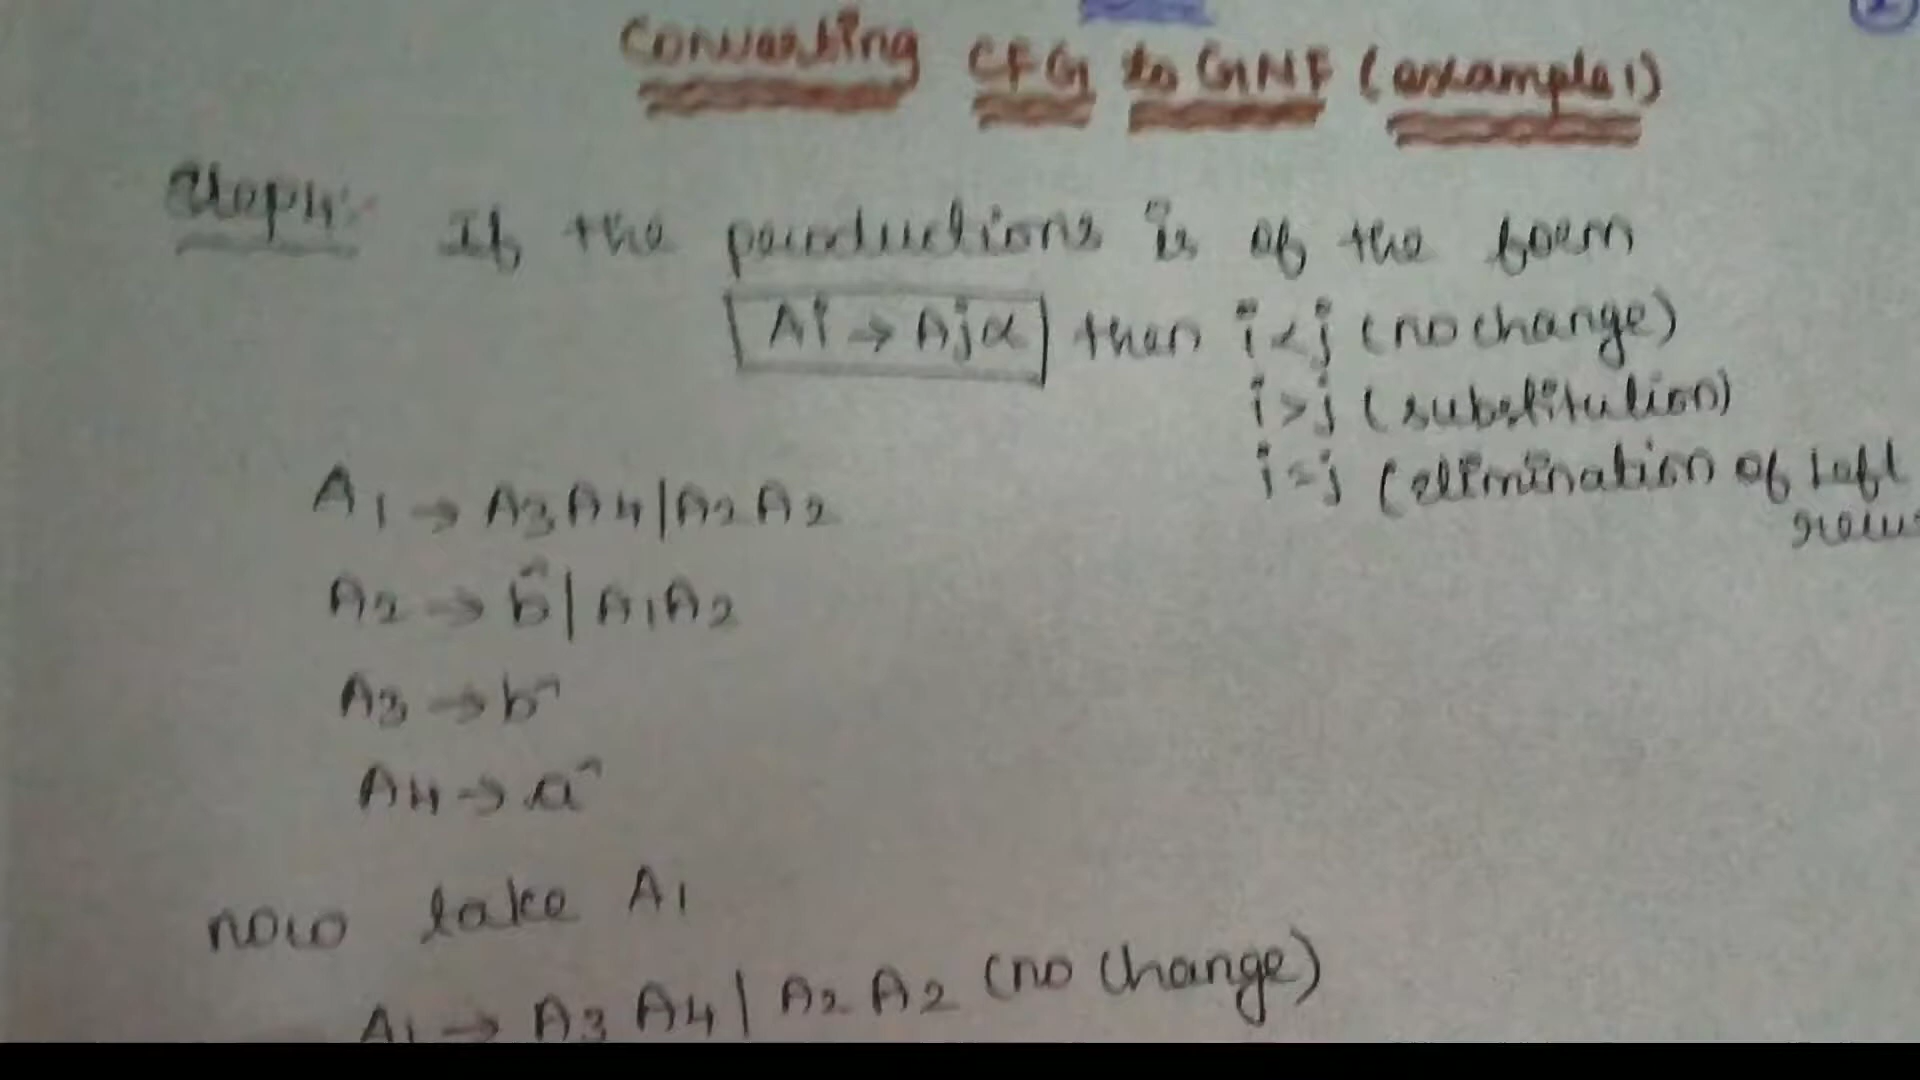 Converting CFG to GNF (example 1)
Step 4: If the productions is of the form
Ai → Ajα then i < j (no change)
i > j (substitution)
i = j (elimination of left
A1 → A3A4 | A2A2
A2 → b | A1A2
A3 → b
A4 → a
now take A1
A1 → A3 A4 | A2 A2 (no change)